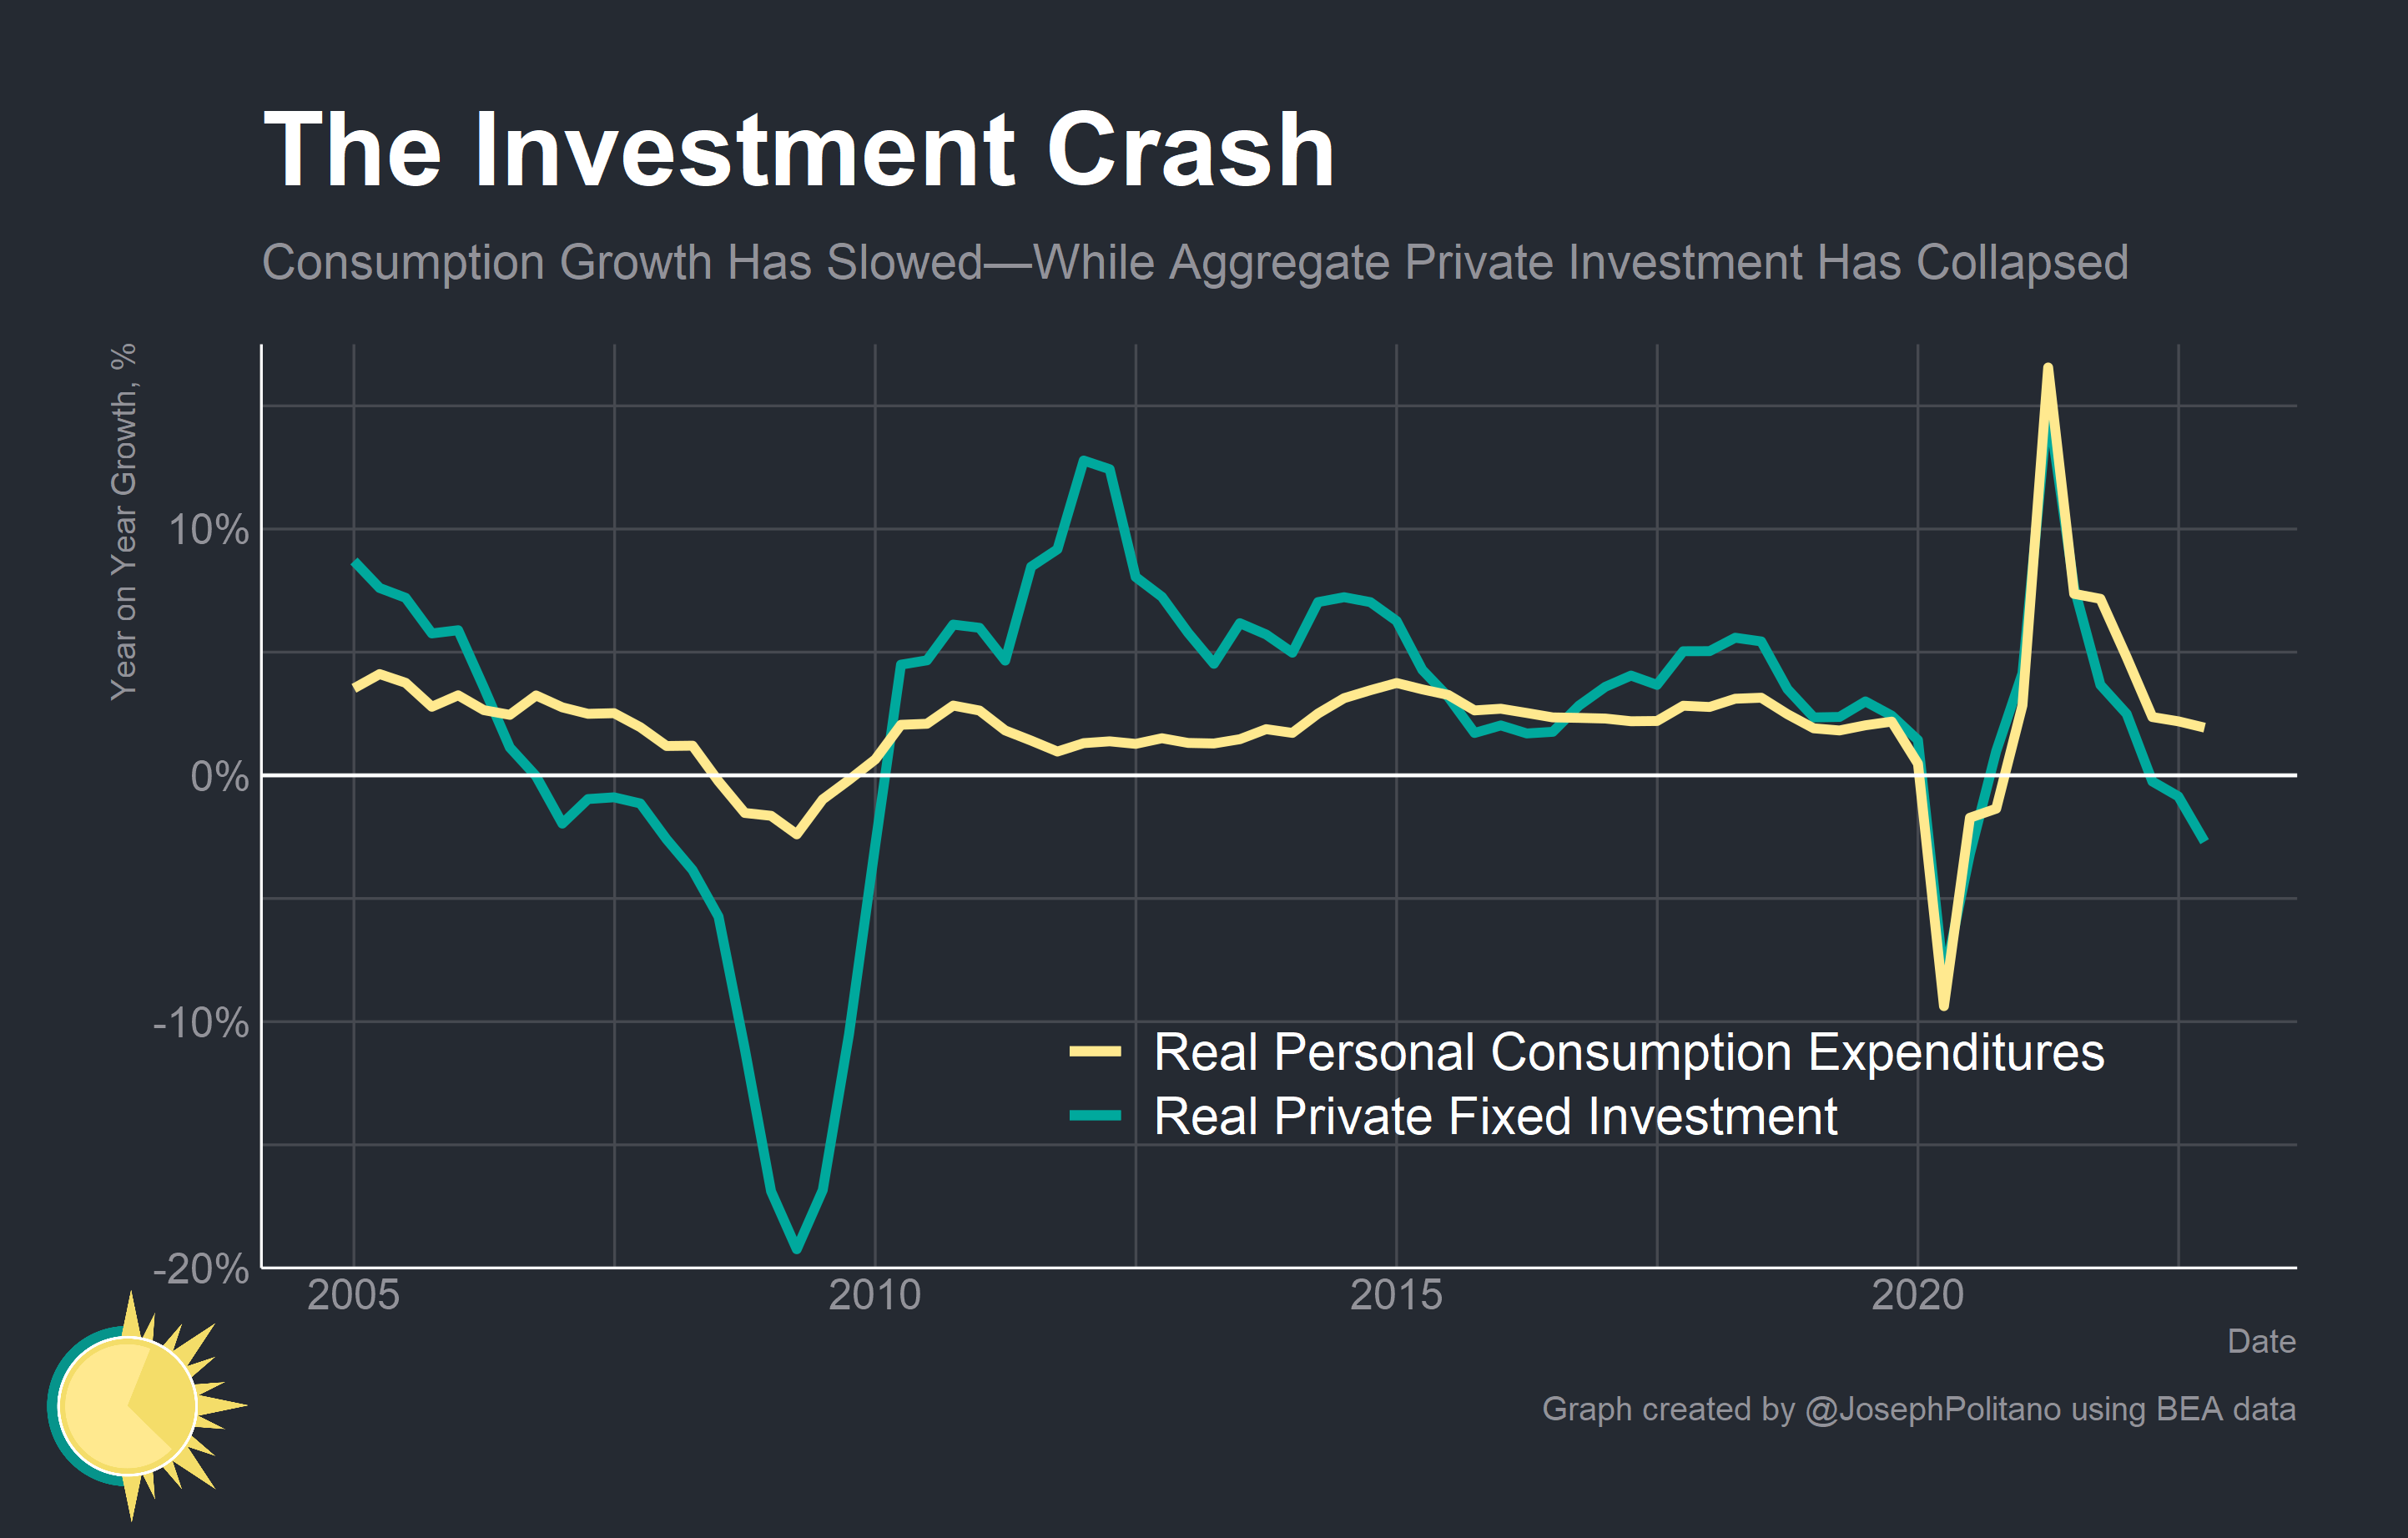 The Investment Crash
Consumption Growth Has Slowed—While Aggregate Private Investment Has Collapsed
Year on Year Growth, %
10%
0%
-10%
-20%
Real Personal Consumption Expenditures
Real Private Fixed Investment
2005
2010
2015
2020
Date
Graph created by @JosephPolitano using BEA data